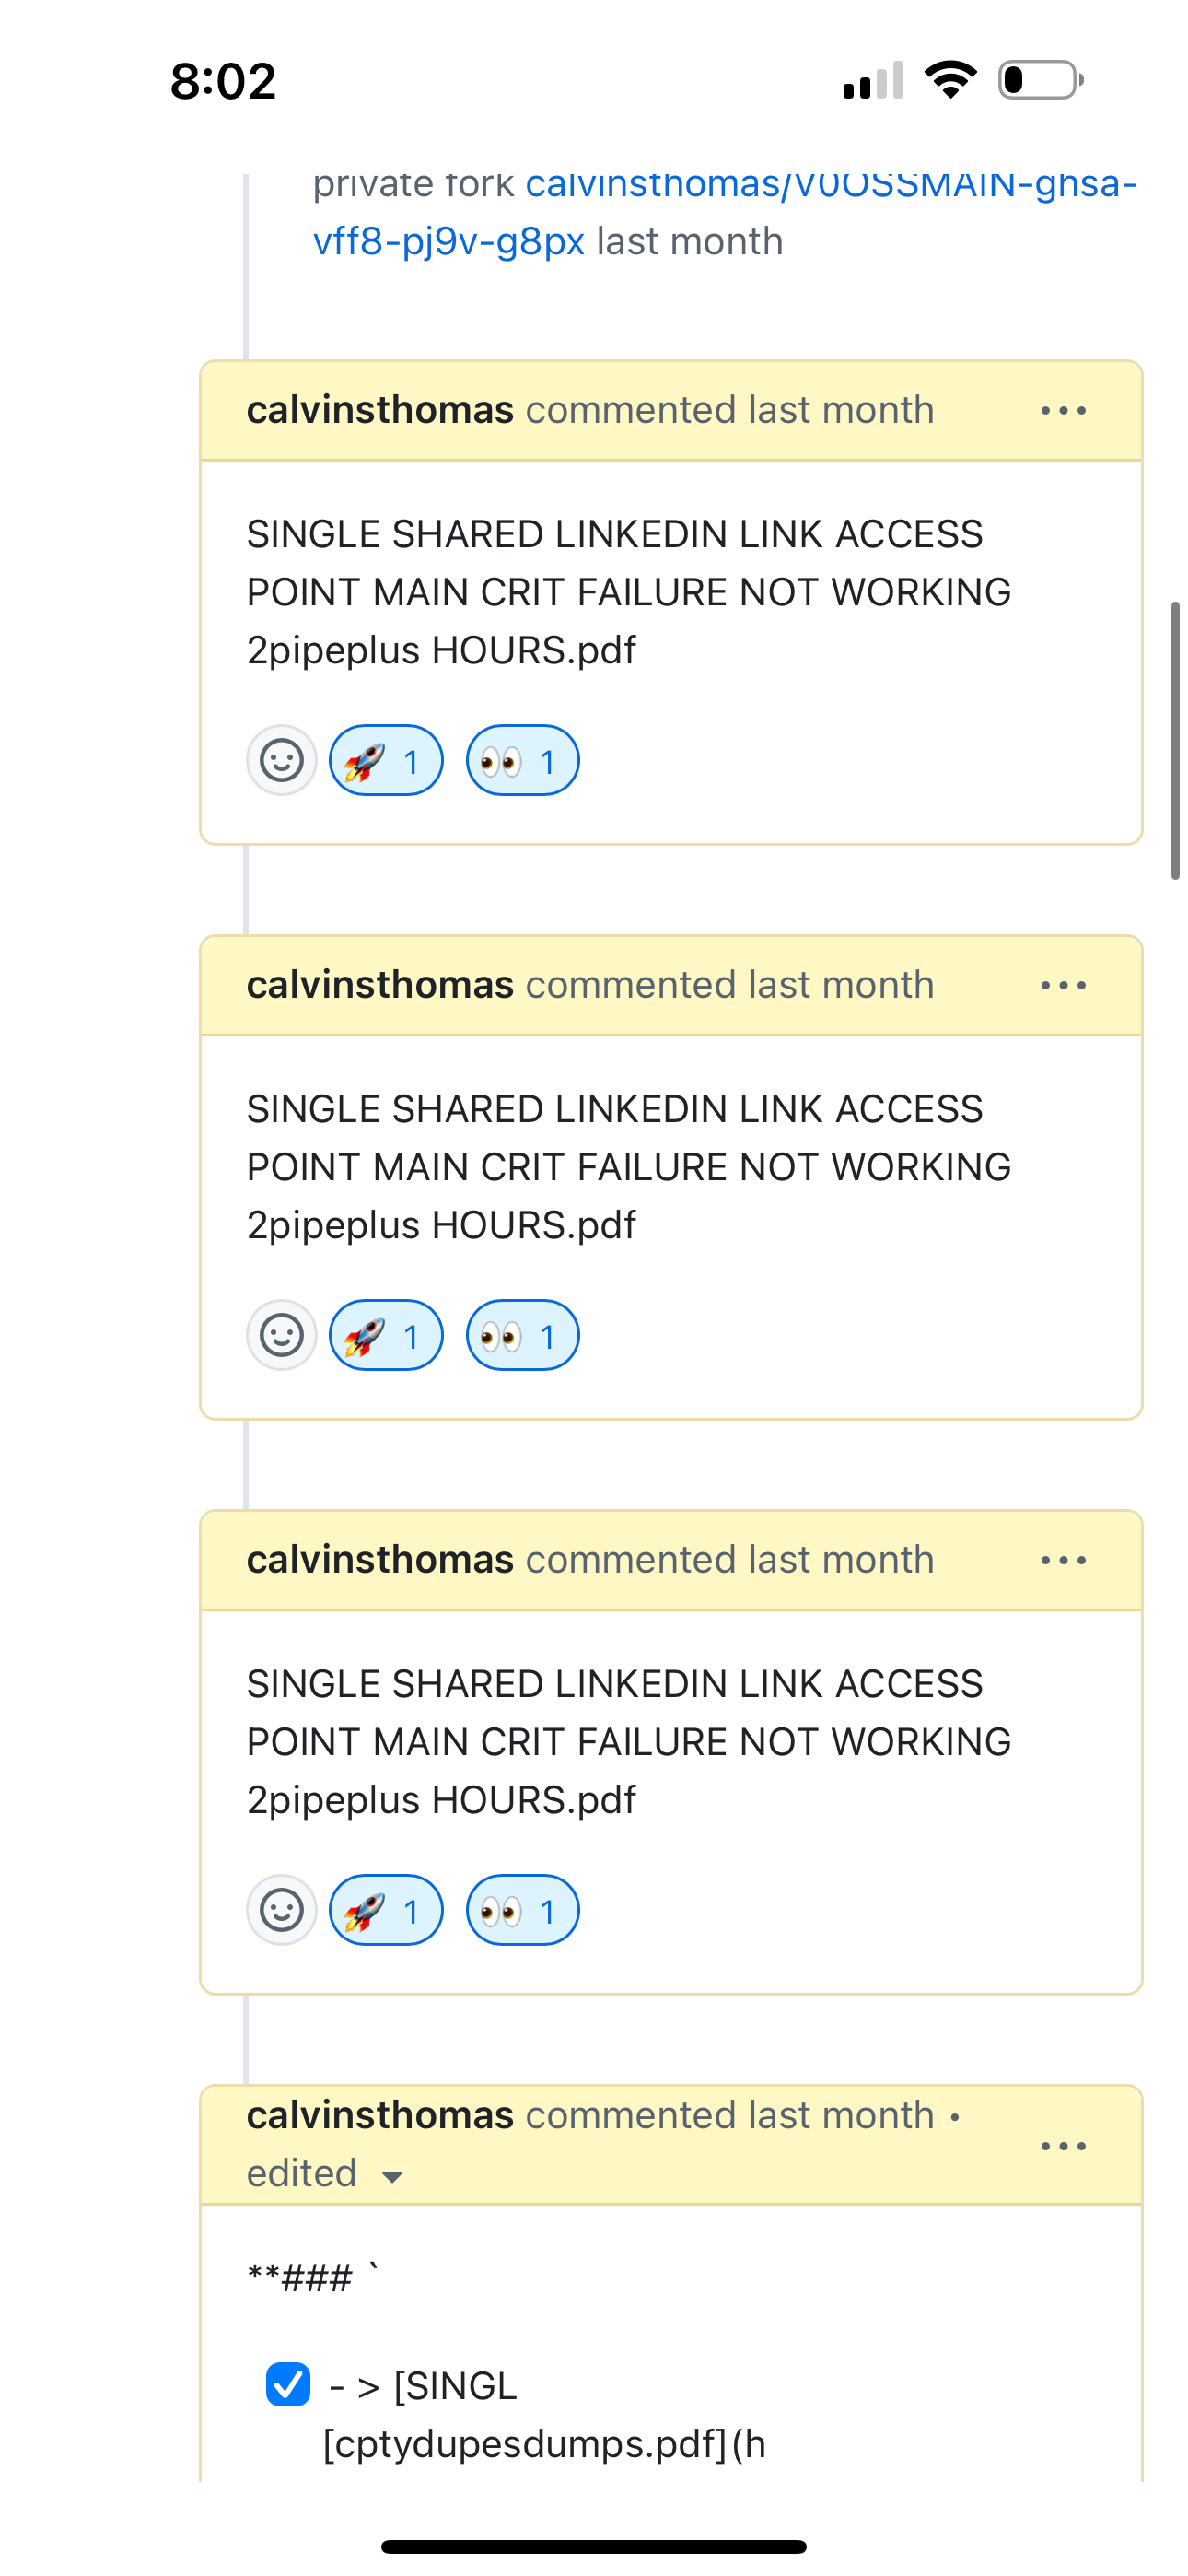 8:02
private fork calvinsthomas/V0OSSMAIN-ghsa-
vff8-pj9v-g8px last month
calvinsthomas commented last month
SINGLE SHARED LINKEDIN LINK ACCESS
POINT MAIN CRIT FAILURE NOT WORKING
2pipeplus HOURS.pdf
🚀 1 👀 1
calvinsthomas commented last month
SINGLE SHARED LINKEDIN LINK ACCESS
POINT MAIN CRIT FAILURE NOT WORKING
2pipeplus HOURS.pdf
🚀 1 👀 1
calvinsthomas commented last month
SINGLE SHARED LINKEDIN LINK ACCESS
POINT MAIN CRIT FAILURE NOT WORKING
2pipeplus HOURS.pdf
🚀 1 👀 1
calvinsthomas commented last month •
edited
**### `
- > [SINGL
[cptydupesdumps.pdf](h